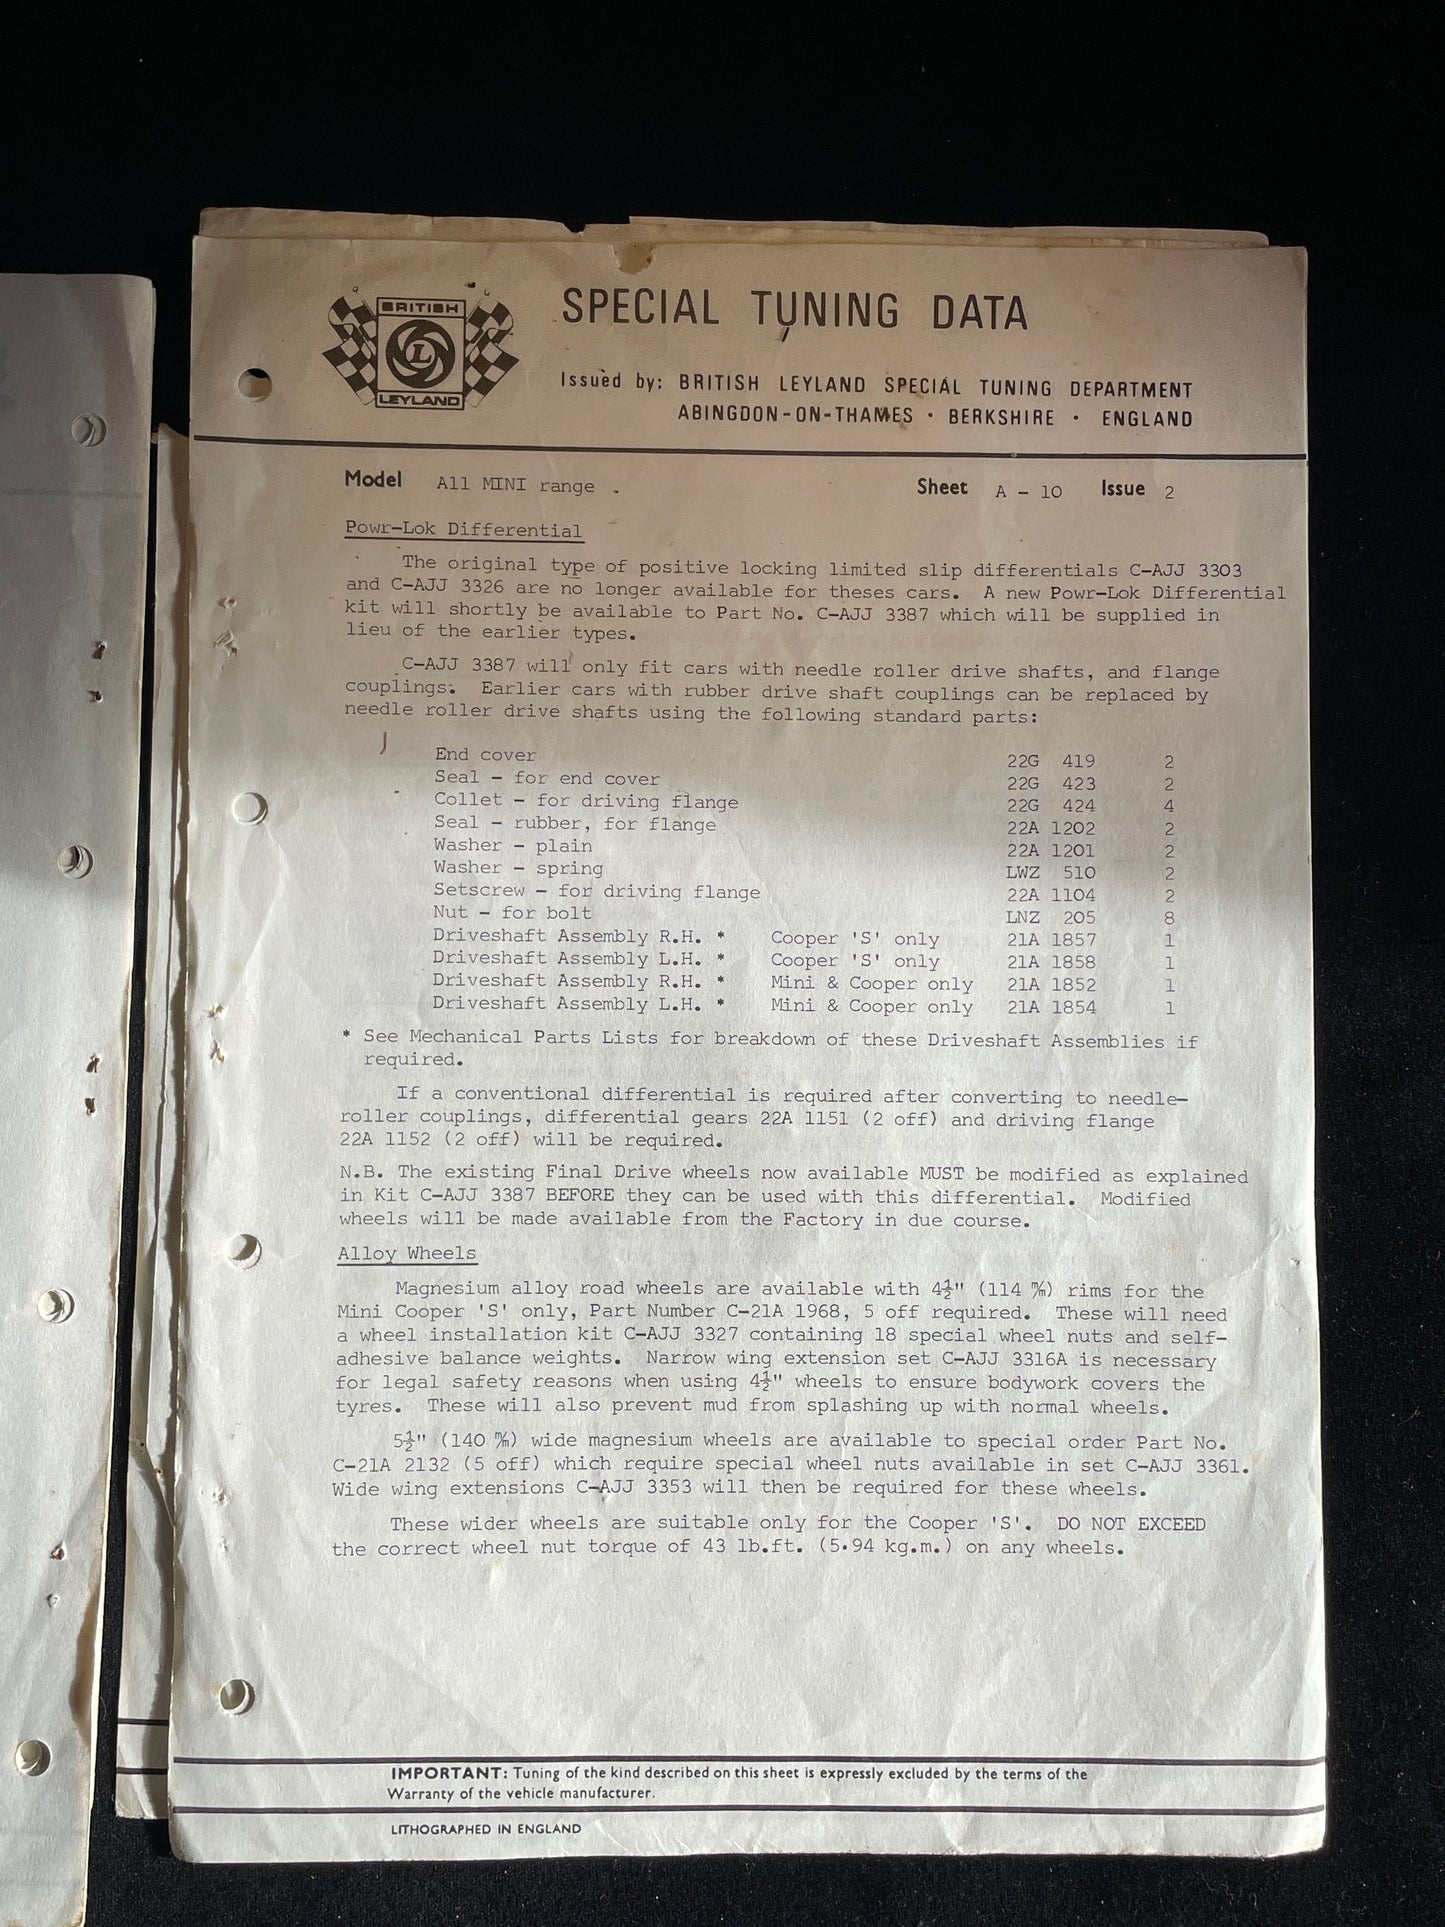 BRITISH
L
LEYLAND
SPECIAL TUNING DATA
Issued by: BRITISH LEYLAND SPECIAL TUNING DEPARTMENT
ABINGDON-ON-THAMES · BERKSHIRE · ENGLAND
Model All MINI range . Sheet A - 10 Issue 2
Powr-Lok Differential
The original type of positive locking limited slip differentials C-AJJ 3303
and C-AJJ 3326 are no longer available for theses cars. A new Powr-Lok Differential
kit will shortly be available to Part No. C-AJJ 3387 which will be supplied in
lieu of the earlier types.
C-AJJ 3387 will only fit cars with needle roller drive shafts, and flange
couplings. Earlier cars with rubber drive shaft couplings can be replaced by
needle roller drive shafts using the following standard parts:
End cover 22G 419 2
Seal - for end cover 22G 423 2
Collet - for driving flange 22G 424 4
Seal - rubber, for flange 22A 1202 2
Washer - plain 22A 1201 2
Washer - spring LWZ 510 2
Setscrew - for driving flange 22A 1104 2
Nut - for bolt LNZ 205 8
Driveshaft Assembly R.H. * Cooper 'S' only 21A 1857 1
Driveshaft Assembly L.H. * Cooper 'S' only 21A 1858 1
Driveshaft Assembly R.H. * Mini & Cooper only 21A 1852 1
Driveshaft Assembly L.H. * Mini & Cooper only 21A 1854 1
* See Mechanical Parts Lists for breakdown of these Driveshaft Assemblies if
required.
If a conventional differential is required after converting to needle-
roller couplings, differential gears 22A 1151 (2 off) and driving flange
22A 1152 (2 off) will be required.
N.B. The existing Final Drive wheels now available MUST be modified as explained
in Kit C-AJJ 3387 BEFORE they can be used with this differential. Modified
wheels will be made available from the Factory in due course.
Alloy Wheels
Magnesium alloy road wheels are available with 4½" (114 m/m) rims for the
Mini Cooper 'S' only, Part Number C-21A 1968, 5 off required. These will need
a wheel installation kit C-AJJ 3327 containing 18 special wheel nuts and self-
adhesive balance weights. Narrow wing extension set C-AJJ 3316A is necessary
for legal safety reasons when using 4½" wheels to ensure bodywork covers the
tyres. These will also prevent mud from splashing up with normal wheels.
5½" (140 m/m) wide magnesium wheels are available to special order Part No.
C-21A 2132 (5 off) which require special wheel nuts available in set C-AJJ 3361.
Wide wing extensions C-AJJ 3353 will then be required for these wheels.
These wider wheels are suitable only for the Cooper 'S'. DO NOT EXCEED
the correct wheel nut torque of 43 lb.ft. (5·94 kg.m.) on any wheels.
IMPORTANT: Tuning of the kind described on this sheet is expressly excluded by the terms of the
Warranty of the vehicle manufacturer.
LITHOGRAPHED IN ENGLAND